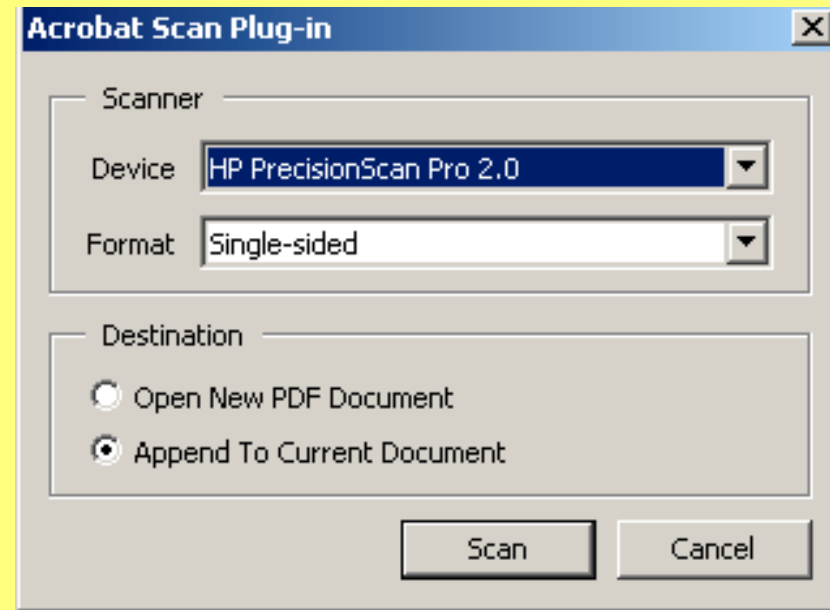 Acrobat Scan Plug-in
Scanner
Device HP PrecisionScan Pro 2.0
Format Single-sided
Destination
Open New PDF Document
Append To Current Document
Scan Cancel